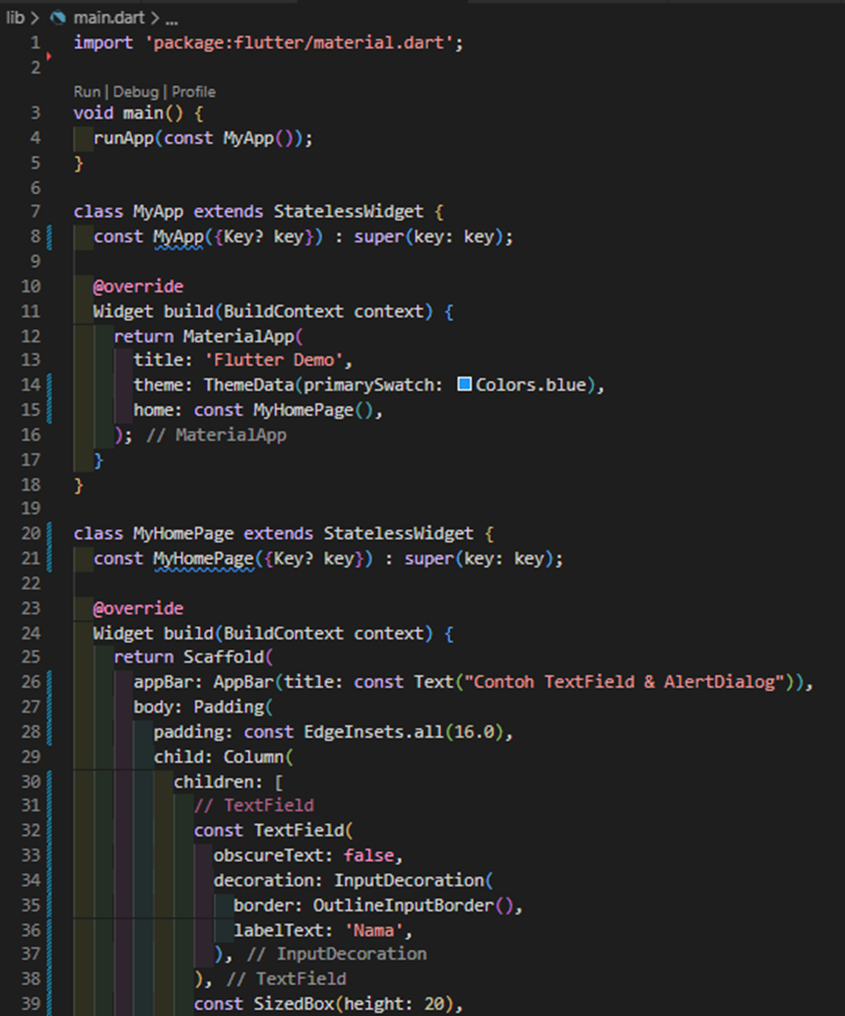 lib > main.dart > ...
1 import 'package:flutter/material.dart';
2
Run | Debug | Profile
3 void main() {
4   runApp(const MyApp());
5 }
6
7 class MyApp extends StatelessWidget {
8   const MyApp({Key? key}) : super(key: key);
9
10   @override
11   Widget build(BuildContext context) {
12     return MaterialApp(
13       title: 'Flutter Demo',
14       theme: ThemeData(primarySwatch: Colors.blue),
15       home: const MyHomePage(),
16     ); // MaterialApp
17   }
18 }
19
20 class MyHomePage extends StatelessWidget {
21   const MyHomePage({Key? key}) : super(key: key);
22
23   @override
24   Widget build(BuildContext context) {
25     return Scaffold(
26       appBar: AppBar(title: const Text("Contoh TextField & AlertDialog")),
27       body: Padding(
28         padding: const EdgeInsets.all(16.0),
29         child: Column(
30           children: [
31             // TextField
32             const TextField(
33               obscureText: false,
34               decoration: InputDecoration(
35                 border: OutlineInputBorder(),
36                 labelText: 'Nama',
37               ), // InputDecoration
38             ), // TextField
39             const SizedBox(height: 20),